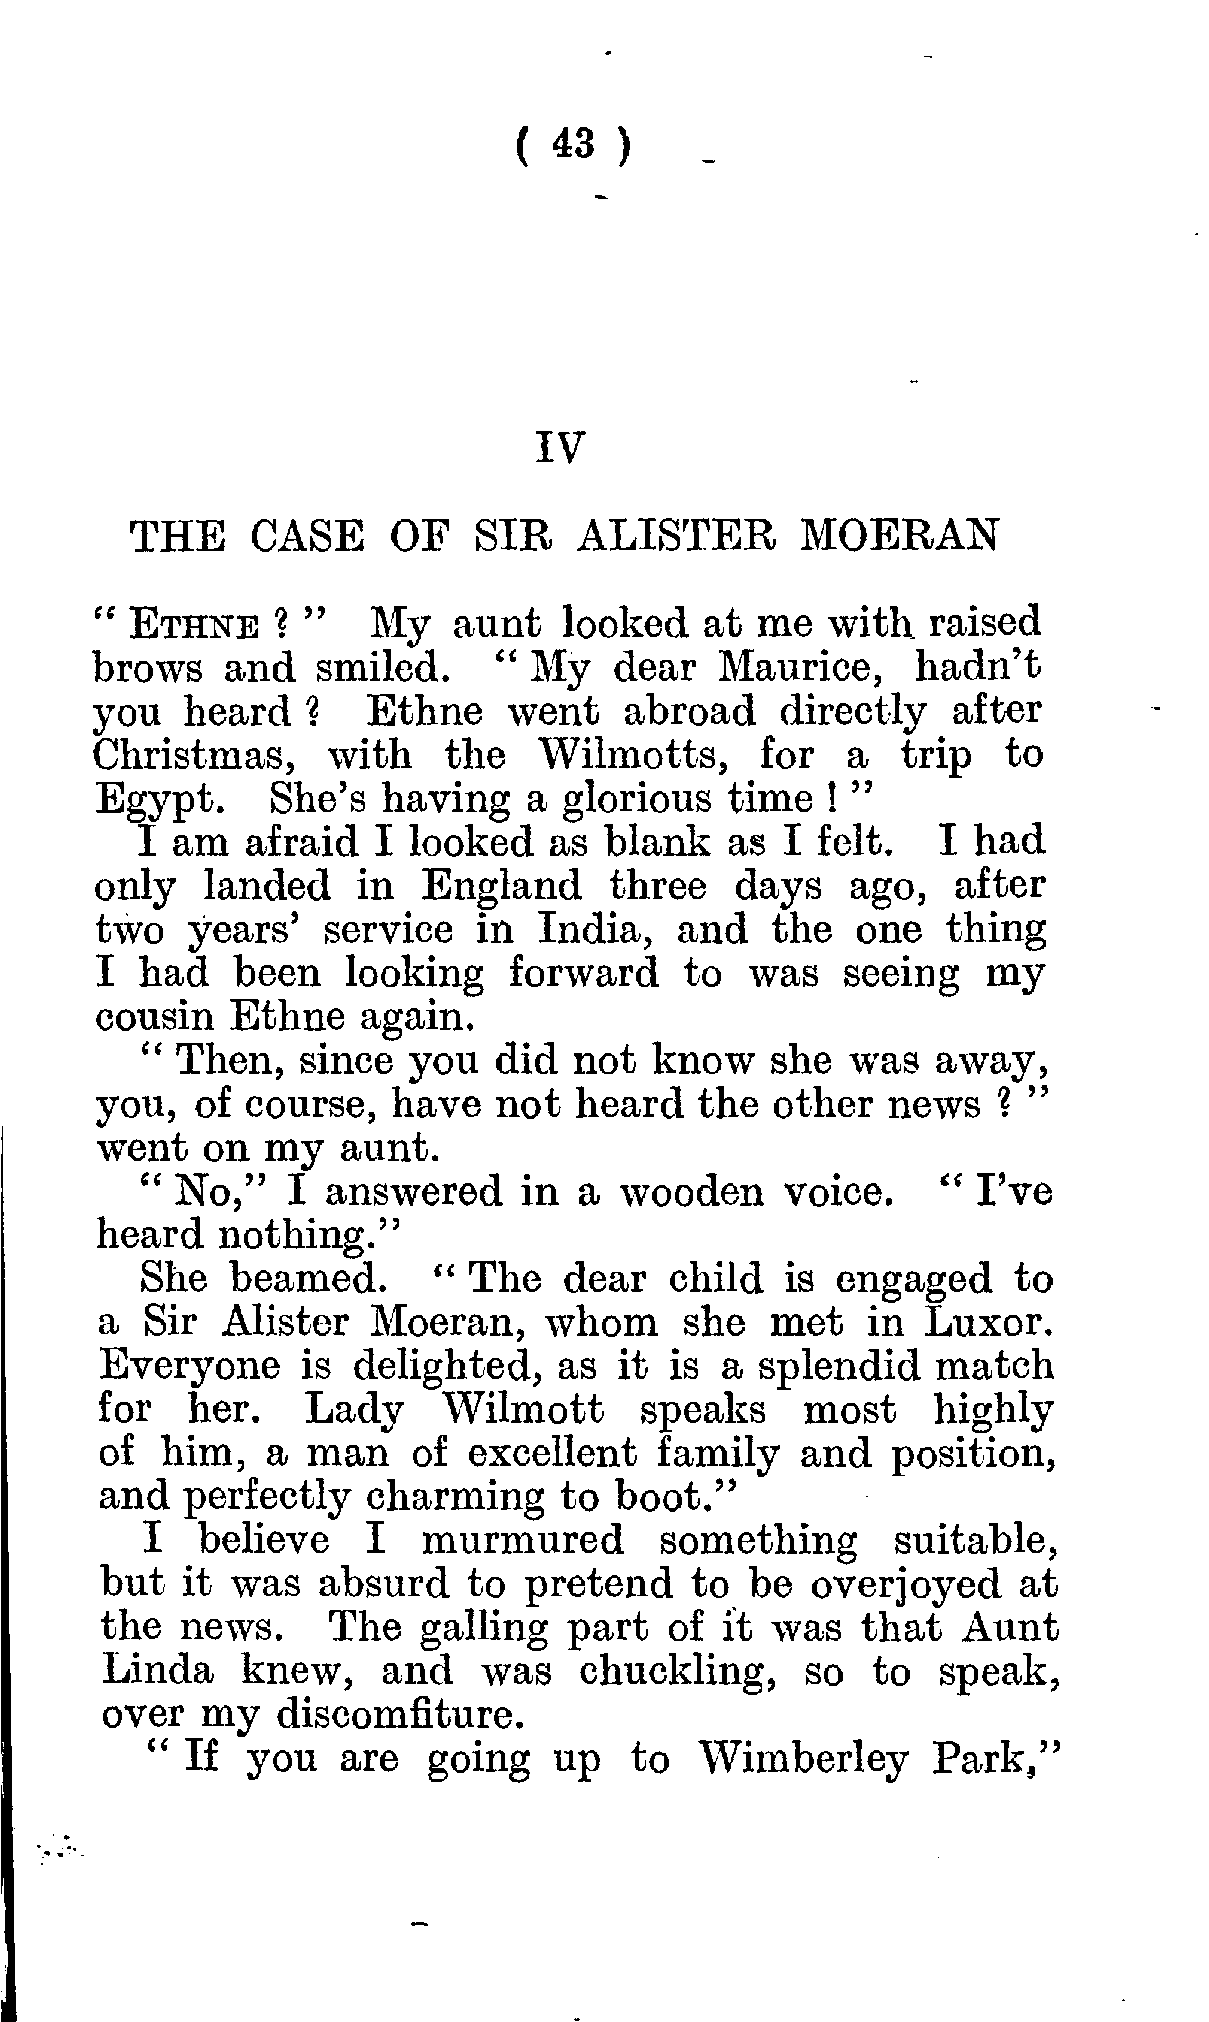 ( 43 )
IV
THE CASE OF SIR ALISTER MOERAN
" ETHNE ? " My aunt looked at me with raised
brows and smiled. " My dear Maurice, hadn't
you heard ? Ethne went abroad directly after
Christmas, with the Wilmotts, for a trip to
Egypt. She's having a glorious time ! "
I am afraid I looked as blank as I felt. I had
only landed in England three days ago, after
two years' service in India, and the one thing
I had been looking forward to was seeing my
cousin Ethne again.
" Then, since you did not know she was away,
you, of course, have not heard the other news ? "
went on my aunt.
" No," I answered in a wooden voice. " I've
heard nothing."
She beamed. " The dear child is engaged to
a Sir Alister Moeran, whom she met in Luxor.
Everyone is delighted, as it is a splendid match
for her. Lady Wilmott speaks most highly
of him, a man of excellent family and position,
and perfectly charming to boot."
I believe I murmured something suitable,
but it was absurd to pretend to be overjoyed at
the news. The galling part of it was that Aunt
Linda knew, and was chuckling, so to speak,
over my discomfiture.
" If you are going up to Wimberley Park,"